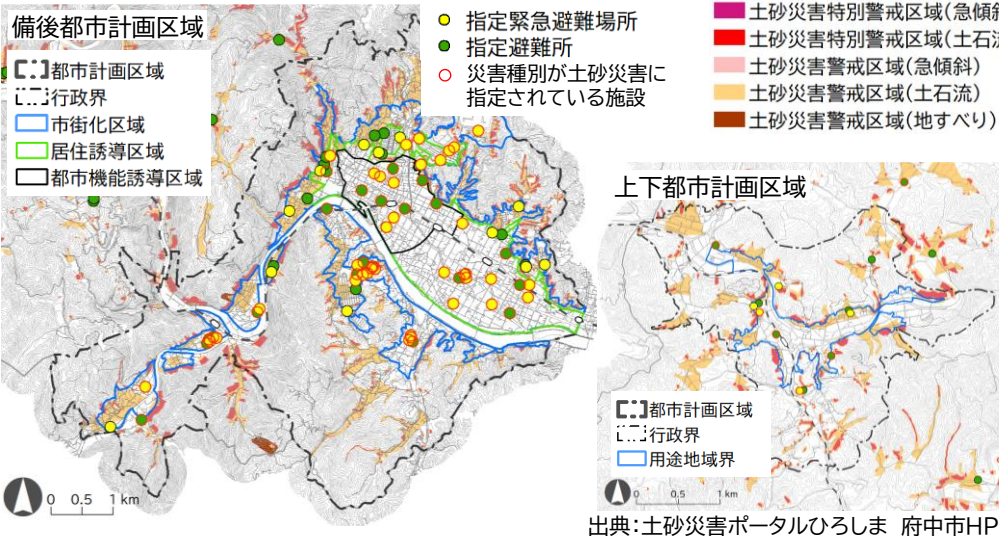 備後都市計画区域
都市計画区域
行政界
市街化区域
居住誘導区域
都市機能誘導区域
指定緊急避難場所
指定避難所
災害種別が土砂災害に
指定されている施設
土砂災害特別警戒区域(急傾斜
土砂災害特別警戒区域(土石流
土砂災害警戒区域(急傾斜)
土砂災害警戒区域(土石流)
土砂災害警戒区域(地すべり)
上下都市計画区域
都市計画区域
行政界
用途地域界
0 0.5 1 km
0 0.5 1 km
出典:土砂災害ポータルひろしま 府中市HP